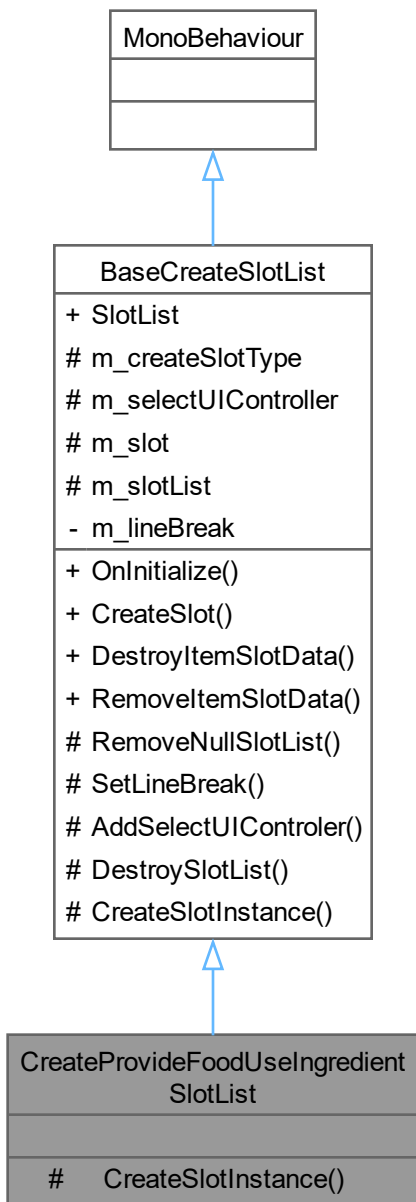 MonoBehaviour
BaseCreateSlotList
+ SlotList
# m_createSlotType
# m_selectUIController
# m_slot
# m_slotList
- m_lineBreak
+ OnInitialize()
+ CreateSlot()
+ DestroyItemSlotData()
+ RemoveItemSlotData()
# RemoveNullSlotList()
# SetLineBreak()
# AddSelectUIControler()
# DestroySlotList()
# CreateSlotInstance()
CreateProvideFoodUseIngredient
SlotList
# CreateSlotInstance()